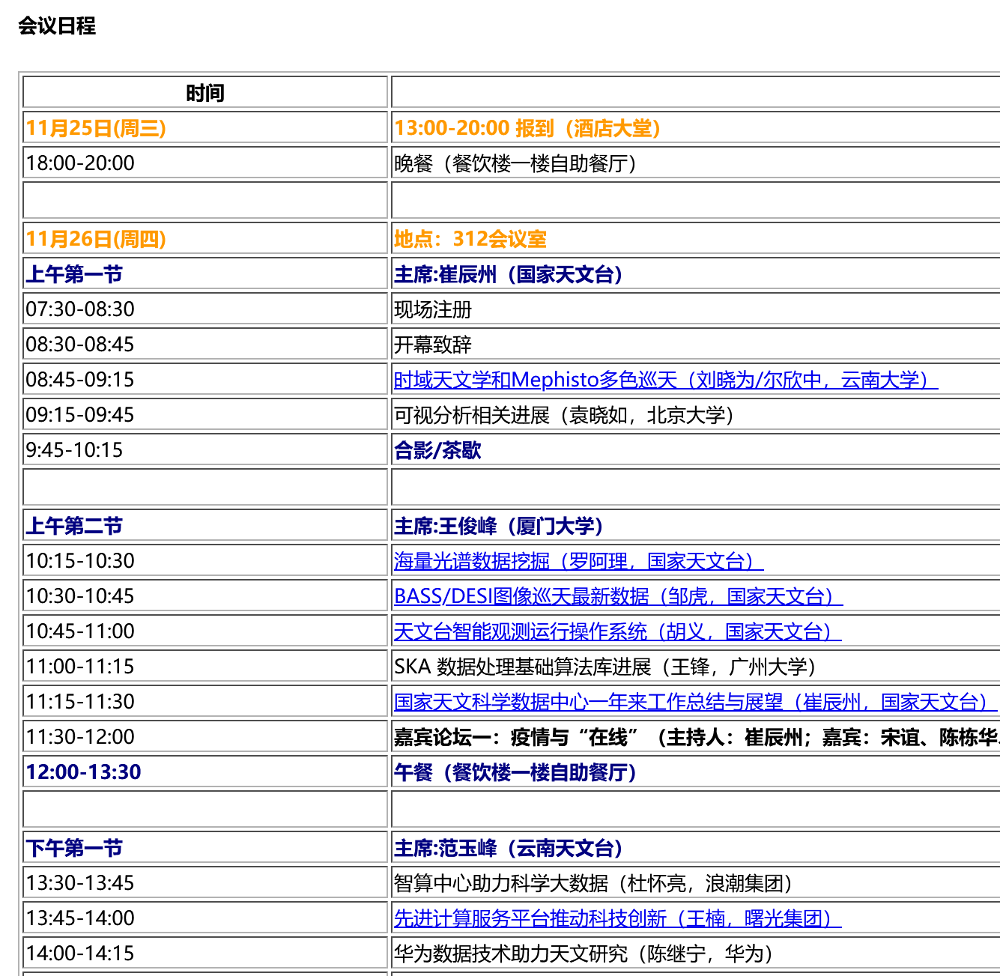 会议日程
时间
11月25日(周三) 13:00-20:00 报到（酒店大堂）
18:00-20:00 晚餐（餐饮楼一楼自助餐厅）
11月26日(周四) 地点：312会议室
上午第一节 主席:崔辰州（国家天文台）
07:30-08:30 现场注册
08:30-08:45 开幕致辞
08:45-09:15 时域天文学和Mephisto多色巡天（刘晓为/尔欣中，云南大学）
09:15-09:45 可视分析相关进展（袁晓如，北京大学）
9:45-10:15 合影/茶歇
上午第二节 主席:王俊峰（厦门大学）
10:15-10:30 海量光谱数据挖掘（罗阿理，国家天文台）
10:30-10:45 BASS/DESI图像巡天最新数据（邹虎，国家天文台）
10:45-11:00 天文台智能观测运行操作系统（胡义，国家天文台）
11:00-11:15 SKA 数据处理基础算法库进展（王锋，广州大学）
11:15-11:30 国家天文科学数据中心一年来工作总结与展望（崔辰州，国家天文台）
11:30-12:00 嘉宾论坛一：疫情与“在线”（主持人：崔辰州；嘉宾：宋谊、陈栋华、
12:00-13:30 午餐（餐饮楼一楼自助餐厅）
下午第一节 主席:范玉峰（云南天文台）
13:30-13:45 智算中心助力科学大数据（杜怀亮，浪潮集团）
13:45-14:00 先进计算服务平台推动科技创新（王楠，曙光集团）
14:00-14:15 华为数据技术助力天文研究（陈继宁，华为）